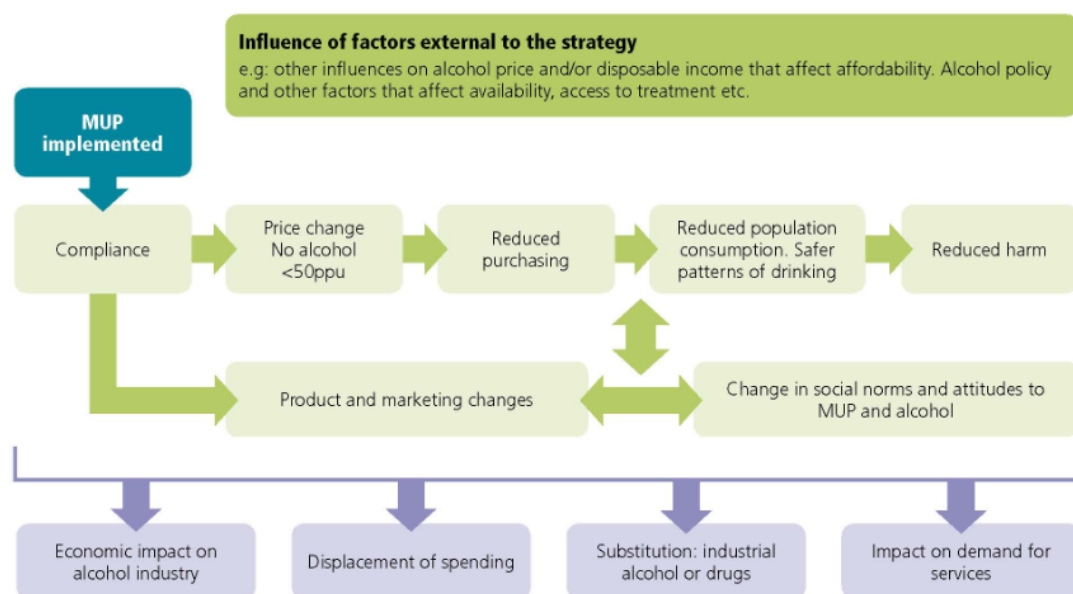 Influence of factors external to the strategy
e.g: other influences on alcohol price and/or disposable income that affect affordability. Alcohol policy
and other factors that affect availability, access to treatment etc.
MUP
implemented
Compliance
Price change
No alcohol
<50ppu
Reduced
purchasing
Reduced population
consumption. Safer
patterns of drinking
Reduced harm
Product and marketing changes
Change in social norms and attitudes to
MUP and alcohol
Economic impact on
alcohol industry
Displacement of spending
Substitution: industrial
alcohol or drugs
Impact on demand for
services